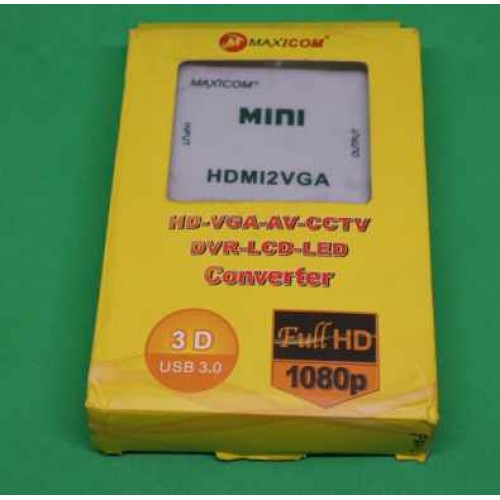 M MAXICOM®
MAXICOM™
MINI
INPUT
OUTPUT
HDMI2VGA
HD-VGA-AV-CCTV
DVR-LCD-LED
Converter
3 D
USB 3.0
Full HD
1080p